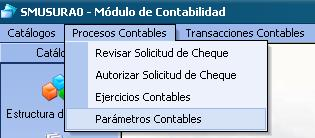 SMUSURA0 - Módulo de Contabilidad
Catálogos Procesos Contables Transacciones Contables
Revisar Solicitud de Cheque
Autorizar Solicitud de Cheque
Ejercicios Contables
Parámetros Contables
Catál
Estructura d